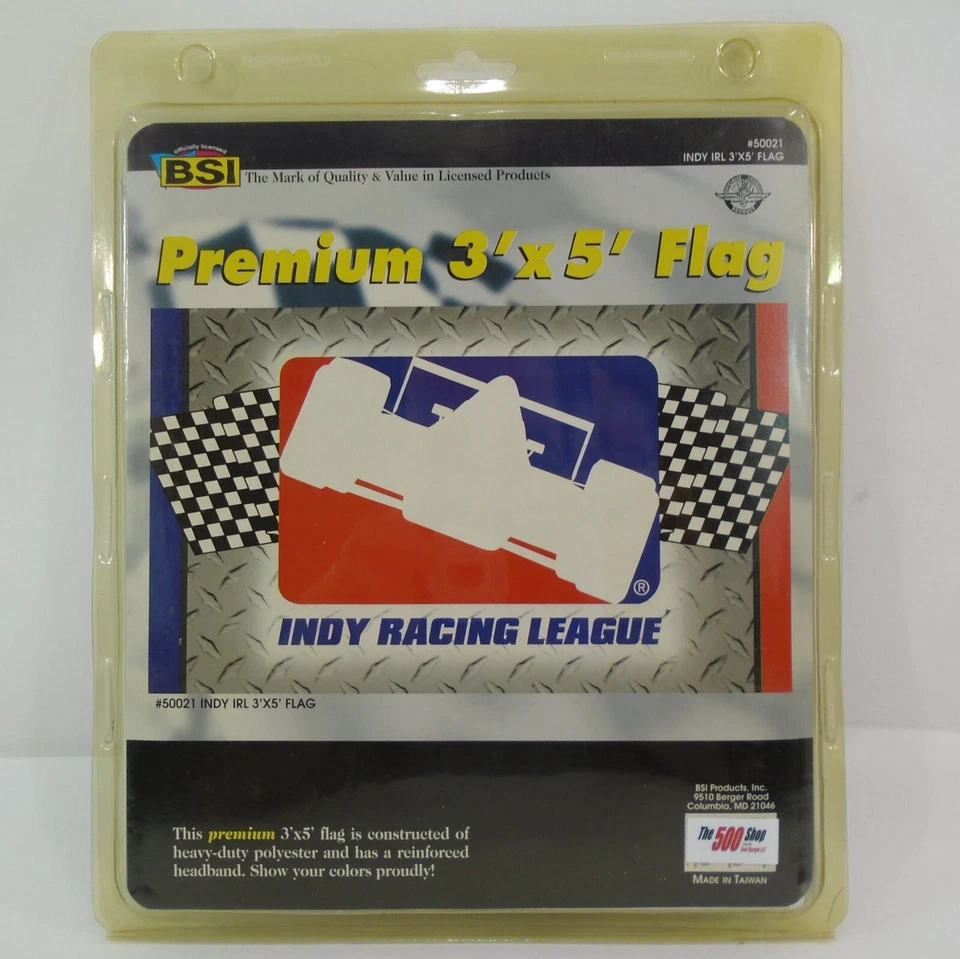 #50021
INDY IRL 3'X5' FLAG
officially licensed
BSI The Mark of Quality & Value in Licensed Products
PRODUCT
Premium 3'x5' Flag
®
INDY RACING LEAGUE
#50021 INDY IRL 3'X5' FLAG
BSI Products, Inc.
9510 Berger Road
Columbia, MD 21046
The 500 Shop
MADE IN TAIWAN
This premium 3'x5' flag is constructed of
heavy-duty polyester and has a reinforced
headband. Show your colors proudly!